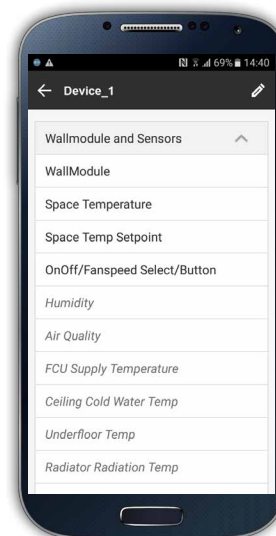 69% 14:40
Device_1
Wallmodule and Sensors
WallModule
Space Temperature
Space Temp Setpoint
OnOff/Fanspeed Select/Button
Humidity
Air Quality
FCU Supply Temperature
Ceiling Cold Water Temp
Underfloor Temp
Radiator Radiation Temp